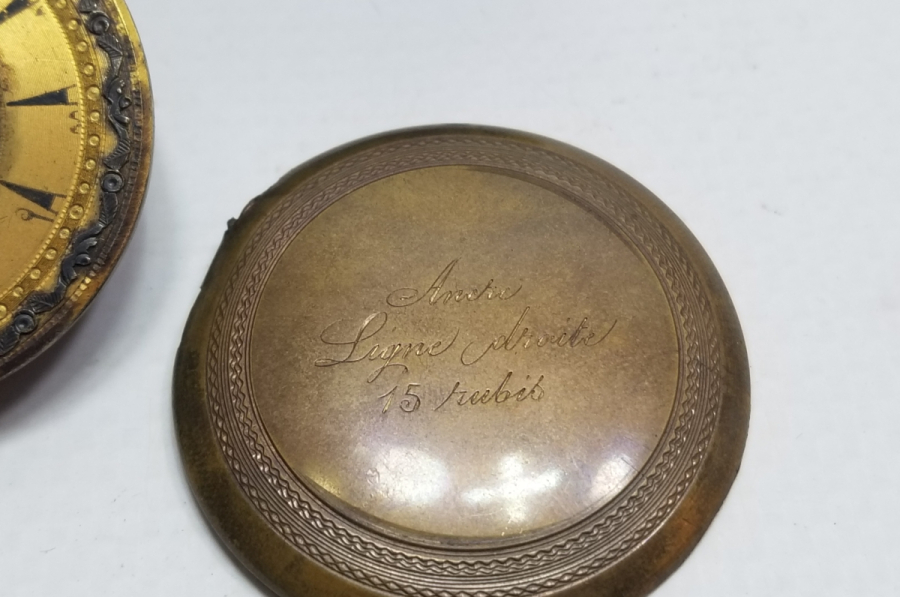 Ancre
Ligne droite
15 rubis